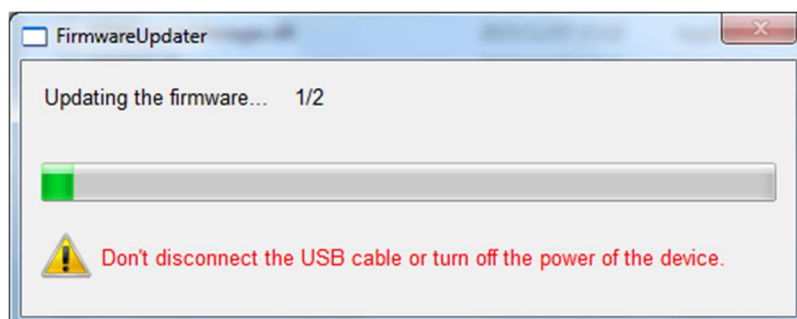 FirmwareUpdater
Updating the firmware... 1/2
Don't disconnect the USB cable or turn off the power of the device.